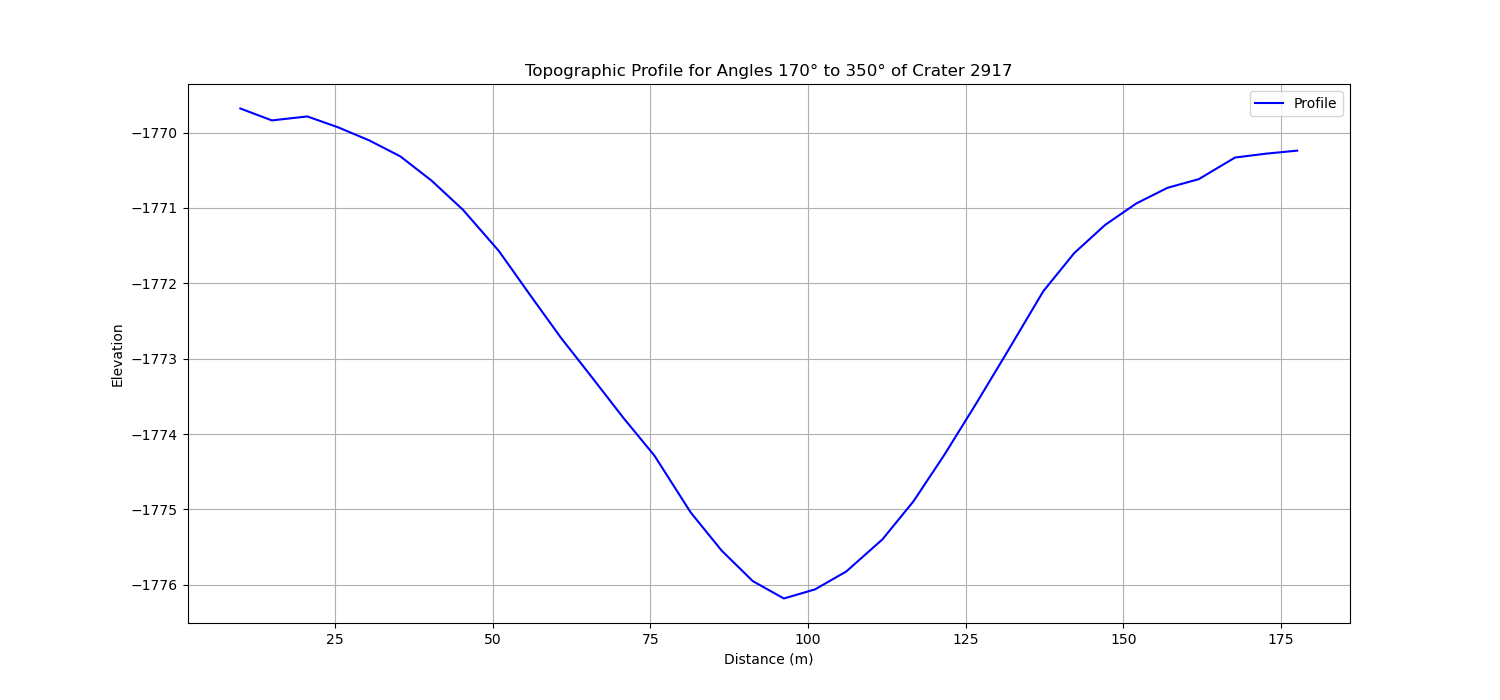 Topographic Profile for Angles 170° to 350° of Crater 2917
Profile
−1770
−1771
−1772
−1773
−1774
−1775
−1776
Elevation
25 50 75 100 125 150 175
Distance (m)